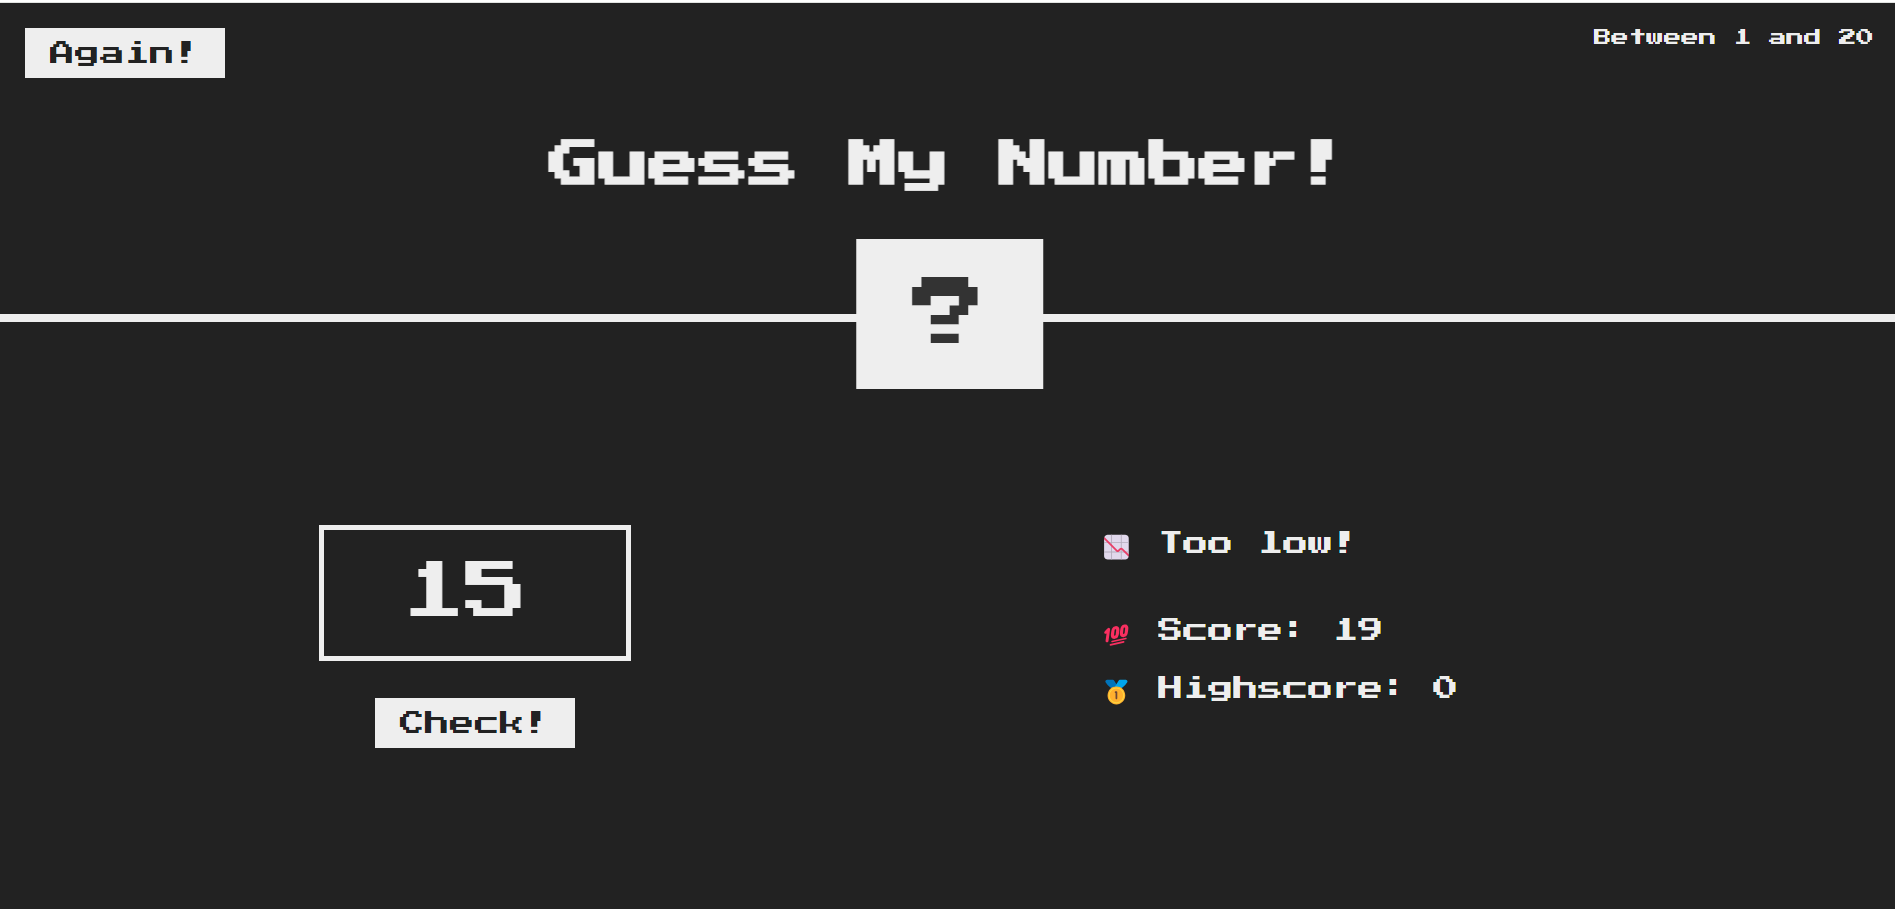 Again!
Between 1 and 20
Guess My Number!
?
15
Check!
📉 Too low!
💯 Score: 19
🥇 Highscore: 0